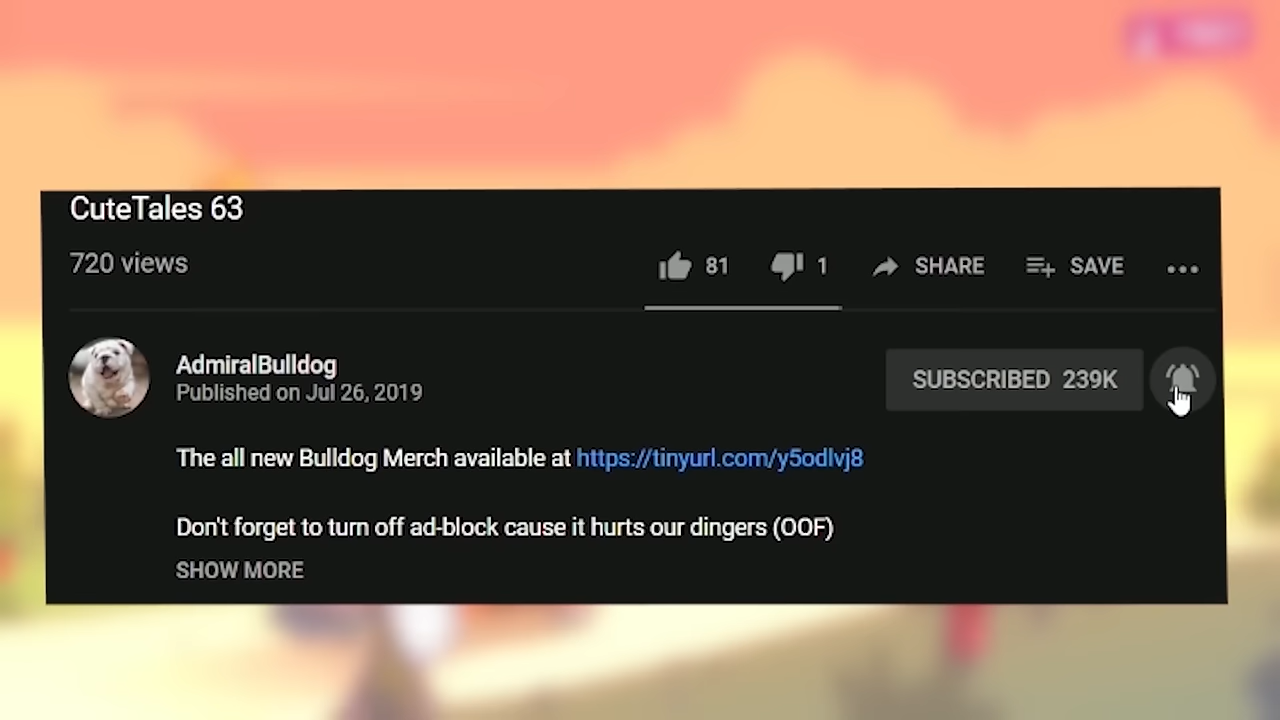 CuteTales 63
720 views
81 1 SHARE SAVE
AdmiralBulldog
Published on Jul 26, 2019
SUBSCRIBED 239K
The all new Bulldog Merch available at https://tinyurl.com/y5odlvj8
Don't forget to turn off ad-block cause it hurts our dingers (OOF)
SHOW MORE